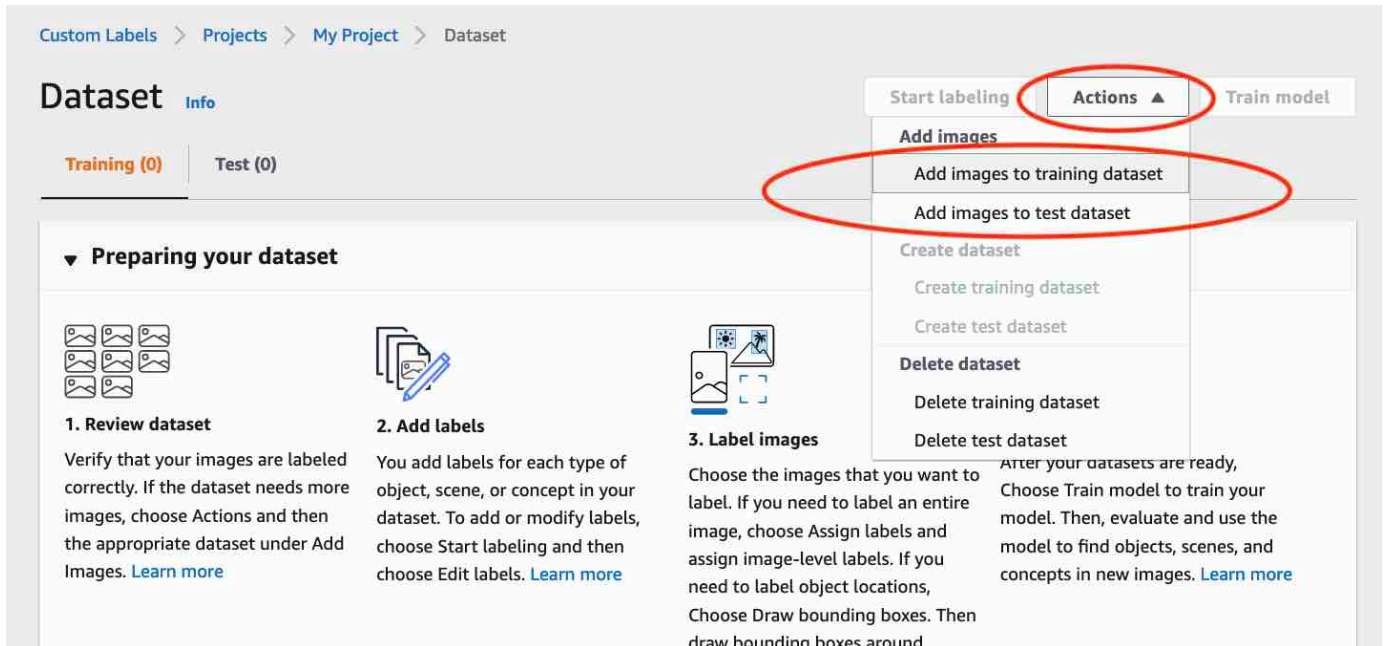 Custom Labels > Projects > My Project > Dataset
Dataset Info
Start labeling
Actions ▲
Train model
Training (0)
Test (0)
Add images
Add images to training dataset
Add images to test dataset
Create dataset
Create training dataset
Create test dataset
Delete dataset
Delete training dataset
Delete test dataset
▼ Preparing your dataset
1. Review dataset
Verify that your images are labeled
correctly. If the dataset needs more
images, choose Actions and then
the appropriate dataset under Add
Images. Learn more
2. Add labels
You add labels for each type of
object, scene, or concept in your
dataset. To add or modify labels,
choose Start labeling and then
choose Edit labels. Learn more
3. Label images
Choose the images that you want to
label. If you need to label an entire
image, choose Assign labels and
assign image-level labels. If you
need to label object locations,
Choose Draw bounding boxes. Then
draw bounding boxes around
After your datasets are ready,
Choose Train model to train your
model. Then, evaluate and use the
model to find objects, scenes, and
concepts in new images. Learn more